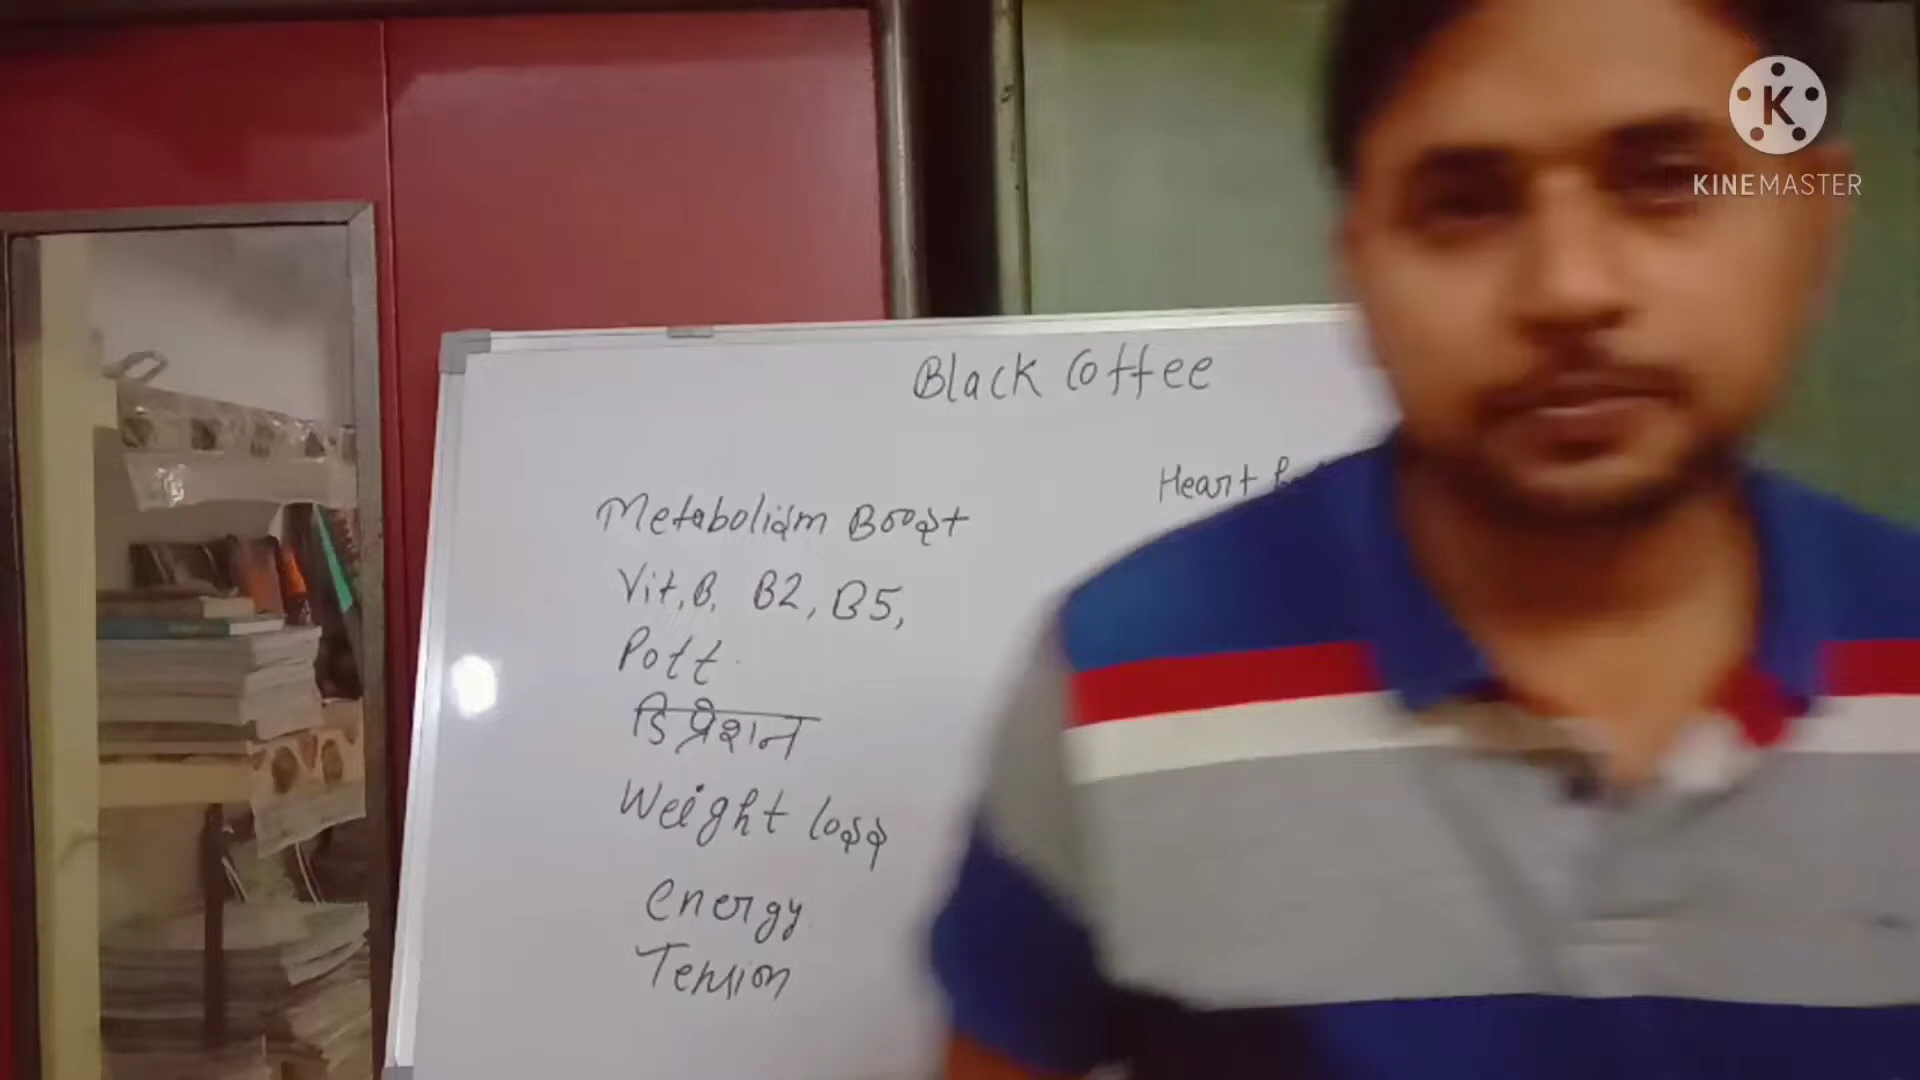 KINEMASTER
Black Coffee
Heart
Metabolism Boost
Vit, B, B2, B5,
Pott
डिप्रेशन
Weight loss
energy
Tension